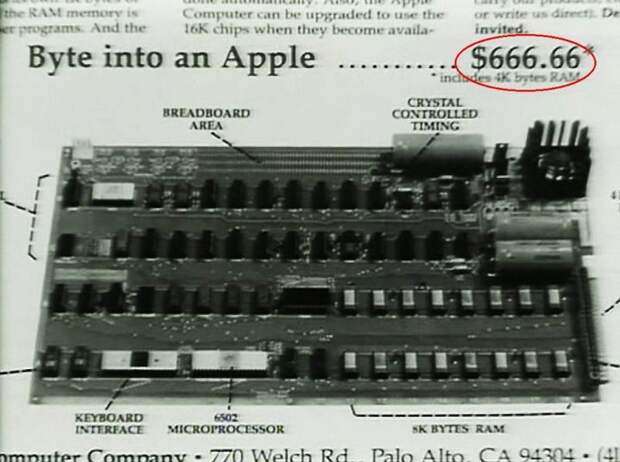 the RAM memory is
programs. And the
done automatically. Also, the Apple
Computer can be upgraded to use the
16K chips when they become availa-
or write us direct). De
invited.
Byte into an Apple .......... $666.66*
* includes 4K bytes RAM
BREADBOARD
AREA
CRYSTAL
CONTROLLED
TIMING
KEYBOARD
INTERFACE
6502
MICROPROCESSOR
8K BYTES RAM
omputer Company • 770 Welch Rd., Palo Alto, CA 94304 • (41